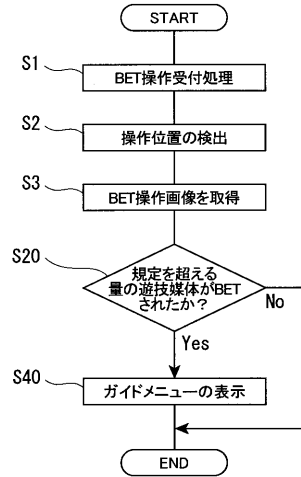 START
S1
BET操作受付処理
S2
操作位置の検出
S3
BET操作画像を取得
S20
規定を超える
量の遊技媒体がBET
されたか？
No
Yes
S40
ガイドメニューの表示
END